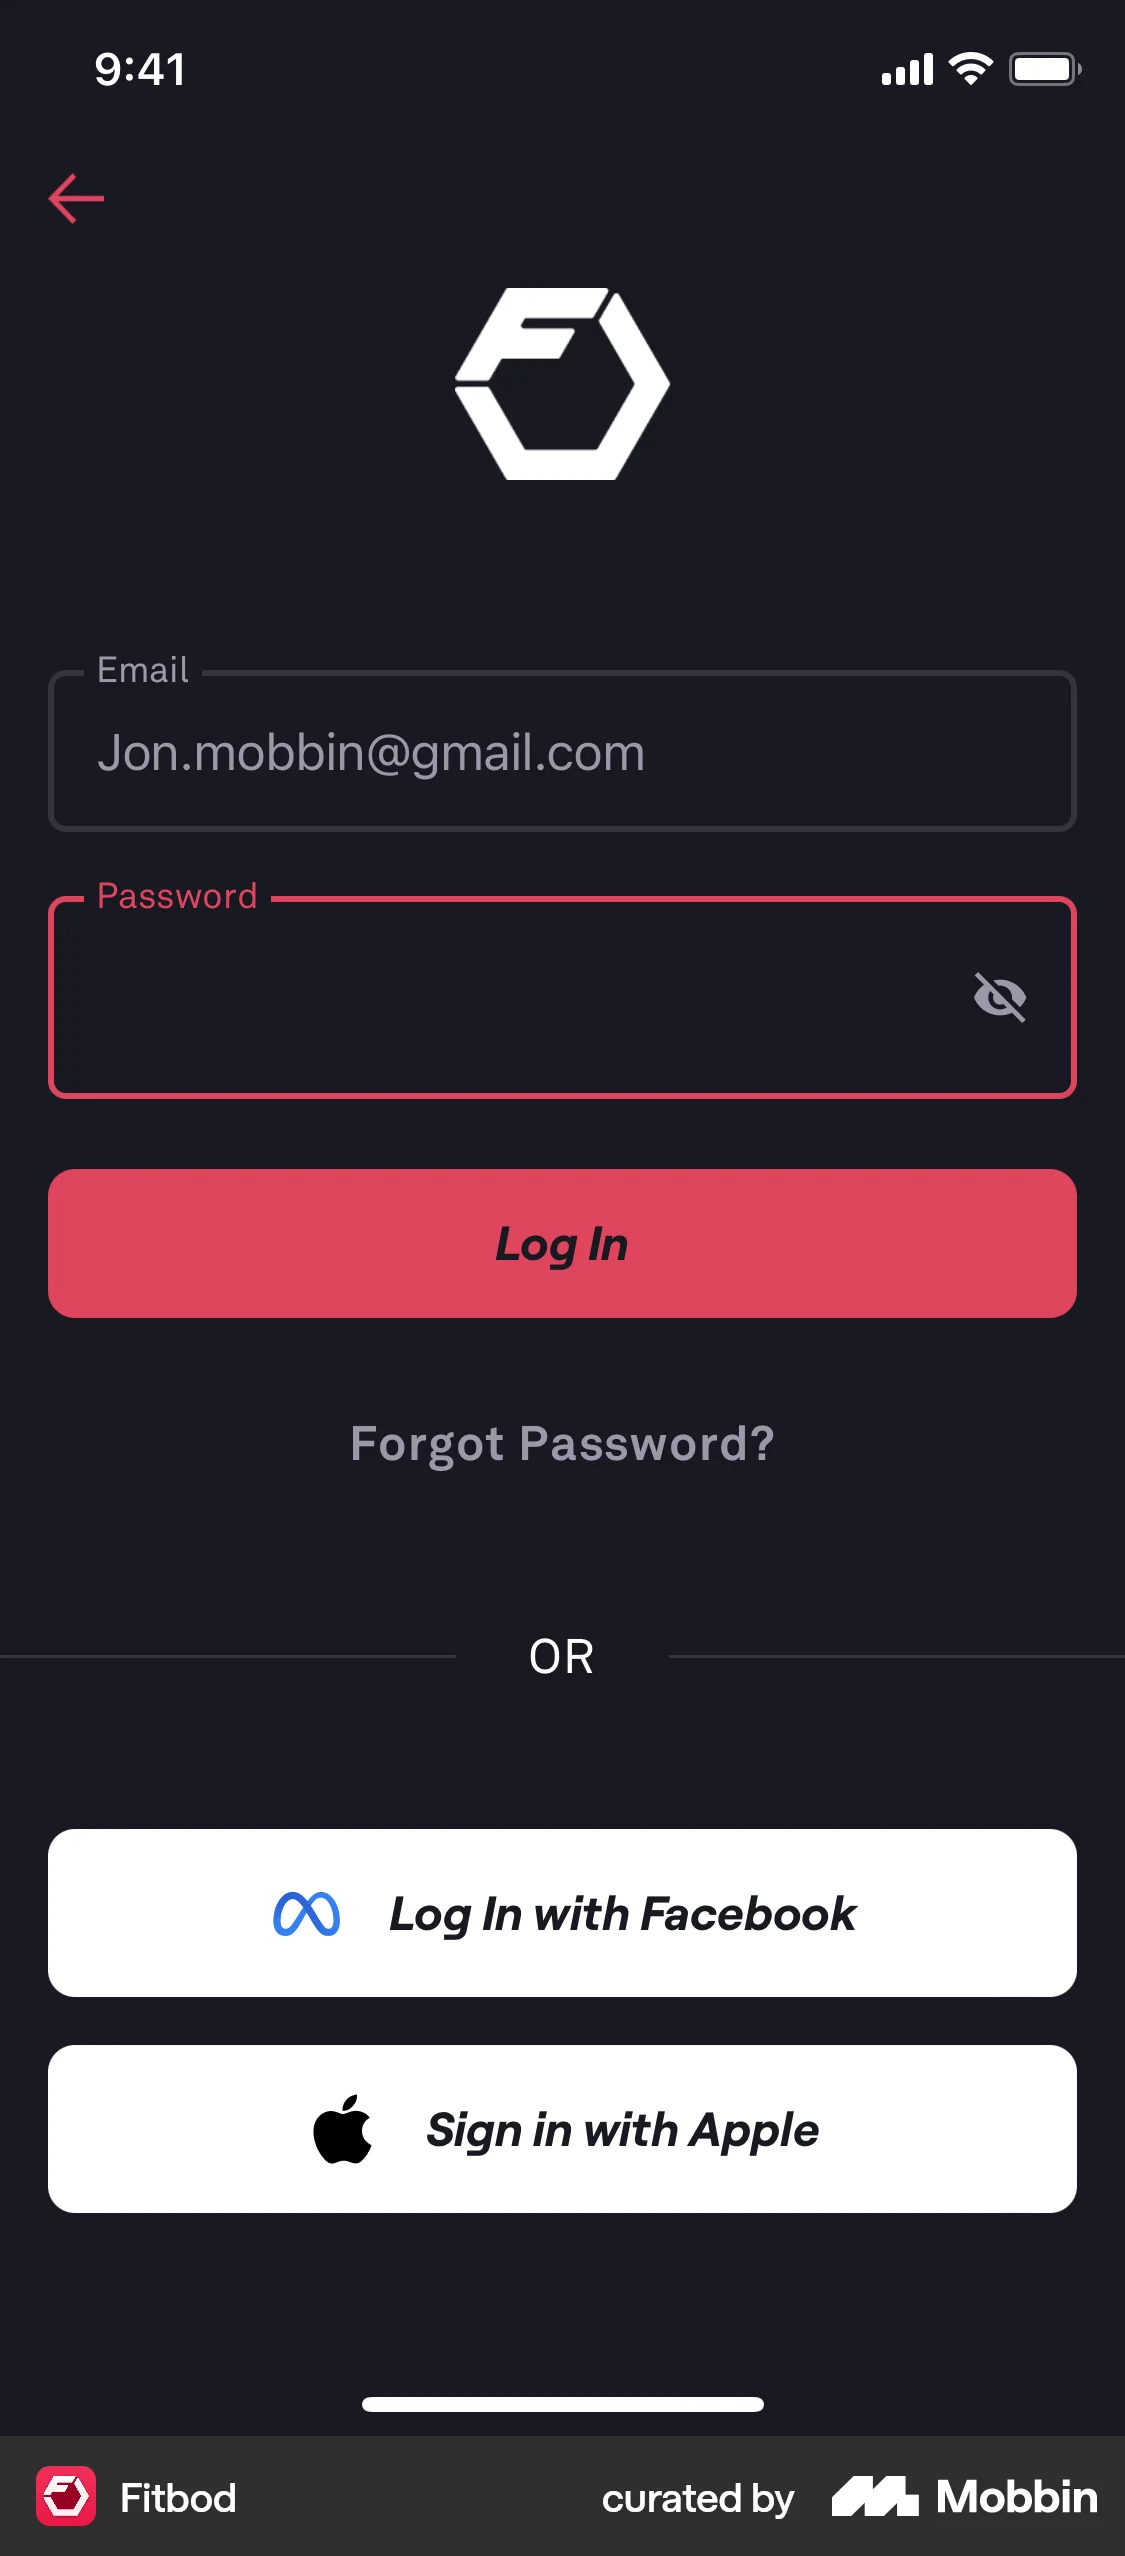 9:41
Email
Jon.mobbin@gmail.com
Password
Log In
Forgot Password?
OR
Log In with Facebook
Sign in with Apple
Fitbod
curated by Mobbin